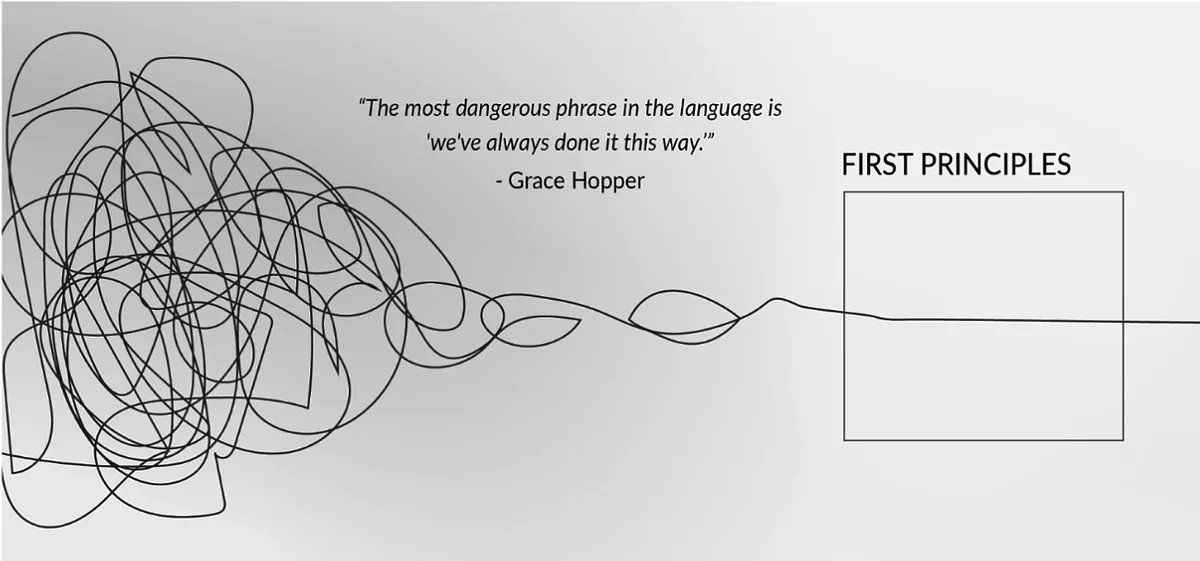 “The most dangerous phrase in the language is
'we've always done it this way.’”
- Grace Hopper
FIRST PRINCIPLES